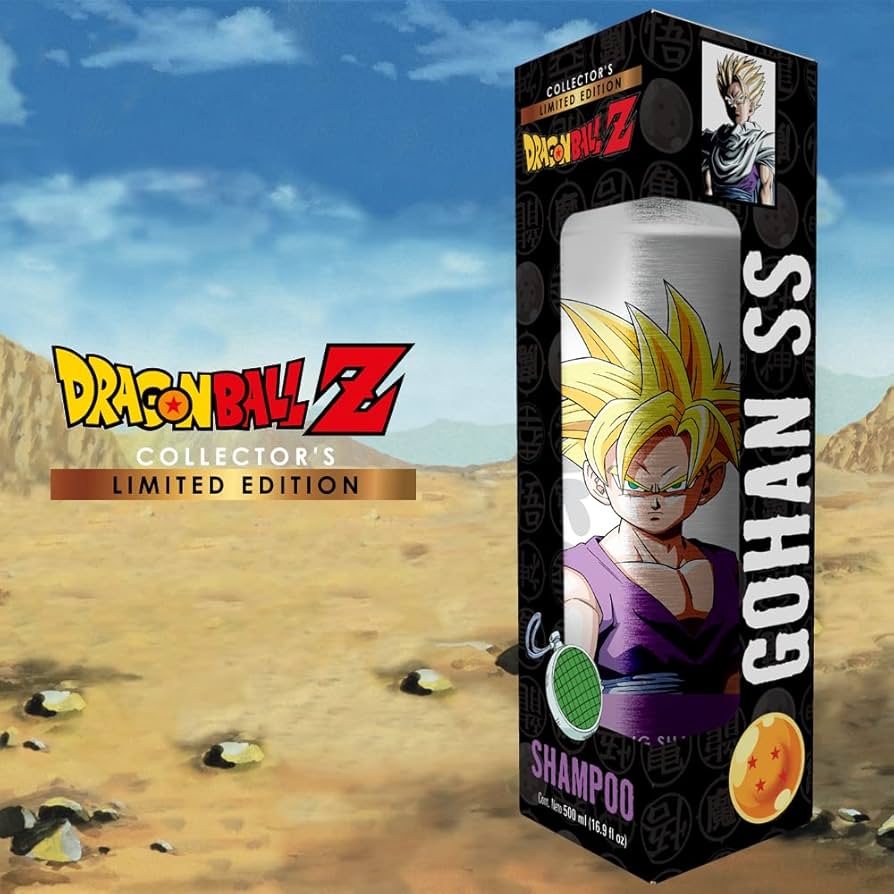 DRAGON BALL Z
COLLECTOR'S
LIMITED EDITION
COLLECTOR'S
LIMITED EDITION
DRAGON BALL Z
SHAMPOO
Cont. Neto 500 ml (16.9 fl oz)
GOHAN SS